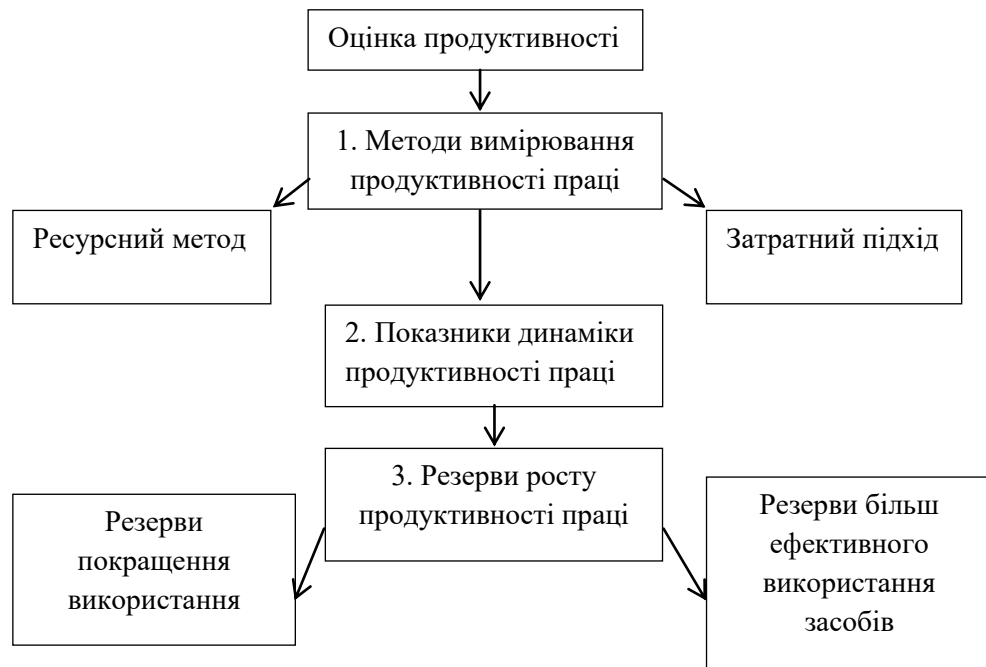 Оцінка продуктивності
1. Методи вимірювання
продуктивності праці
Ресурсний метод
Затратний підхід
2. Показники динаміки
продуктивності праці
3. Резерви росту
продуктивності праці
Резерви
покращення
використання
Резерви більш
ефективного
використання
засобів